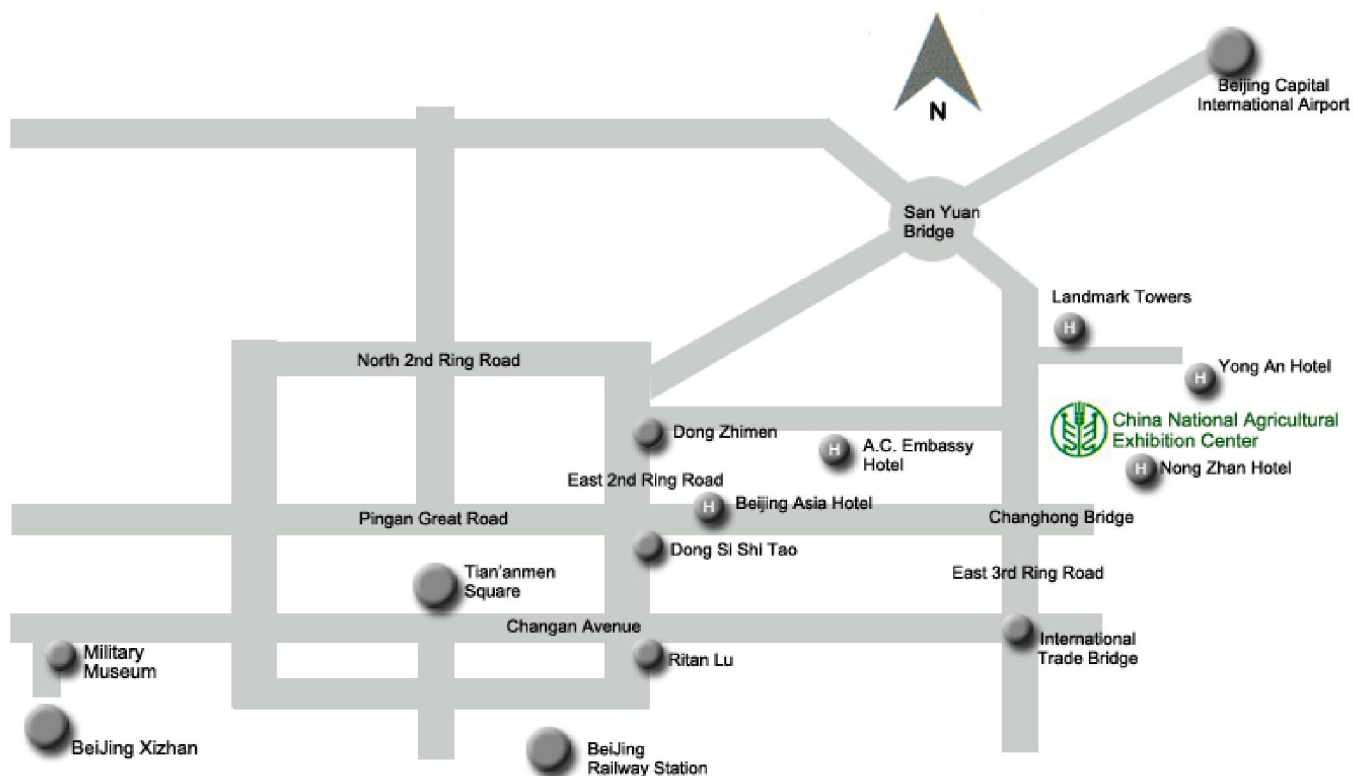 N
Beijing Capital
International Airport
San Yuan
Bridge
Landmark Towers
H
North 2nd Ring Road
Yong An Hotel
H
China National Agricultural
Exhibition Center
Dong Zhimen
H
A.C. Embassy
Hotel
H
Nong Zhan Hotel
East 2nd Ring Road
H
Beijing Asia Hotel
Pingan Great Road
Changhong Bridge
Dong Si Shi Tao
Tian'anmen
Square
East 3rd Ring Road
Changan Avenue
Military
Museum
Ritan Lu
International
Trade Bridge
BeiJing Xizhan
BeiJing
Railway Station